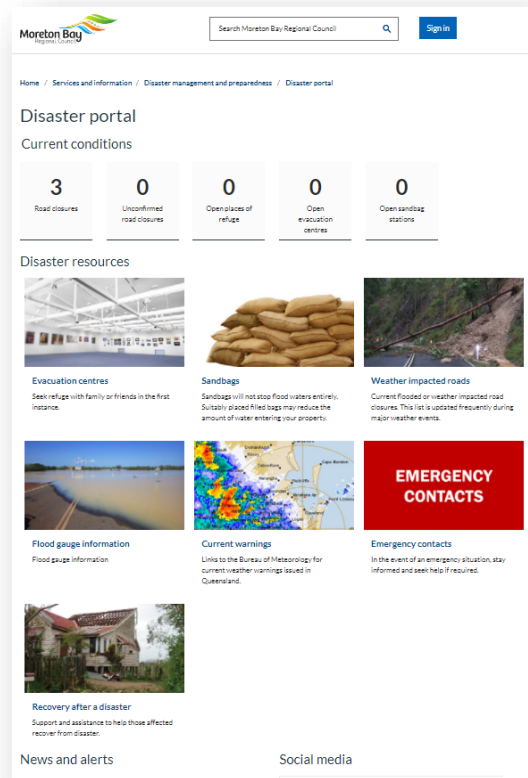 Moreton Bay
Regional Council
Search Moreton Bay Regional Council
Sign in
Home / Services and information / Disaster management and preparedness / Disaster portal
Disaster portal
Current conditions
3
Road closures
0
Unconfirmed
road closures
0
Open places of
refuge
0
Open
evacuation
centres
0
Open sandbag
stations
Disaster resources
Evacuation centres
Seek refuge with family or friends in the first
instance.
Sandbags
Sandbags will not stop flood waters entirely.
Suitably placed filled bags may reduce the
amount of water entering your property.
Weather impacted roads
Current flooded or weather impacted road
closures. This list is updated frequently during
major weather events.
EMERGENCY
CONTACTS
Flood gauge information
Flood gauge information
Current warnings
Links to the Bureau of Meteorology for
current weather warnings issued in
Queensland.
Emergency contacts
In the event of an emergency situation, stay
informed and seek help if required.
Recovery after a disaster
Support and assistance to help those affected
recover from disaster.
News and alerts
Social media